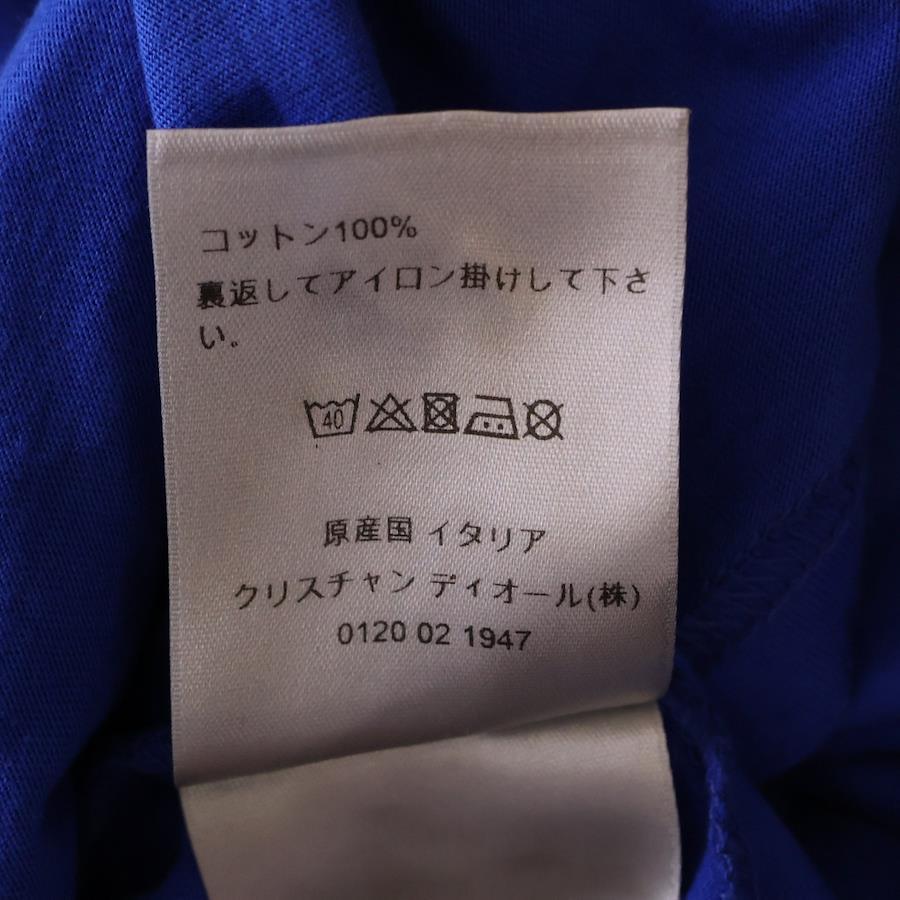 コットン100%
裏返してアイロン掛けして下さ
い。
40
原産国 イタリア
クリスチャン ディオール(株)
0120 02 1947